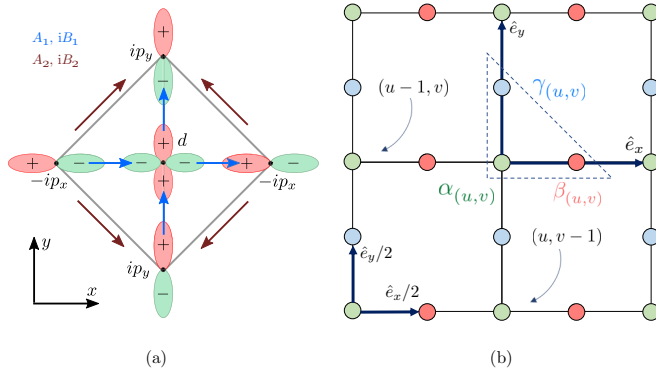 A₁, iB₁
A₂, iB₂
+
ip_y
−
−
+
d
+ − − − + −
+
−ip_x
−ip_x
+
ip_y
−
y
x
(a)
ê_y
(u−1, v)
γ_(u,v)
ê_x
α_(u,v)
β_(u,v)
ê_y/2
(u, v−1)
ê_x/2
(b)